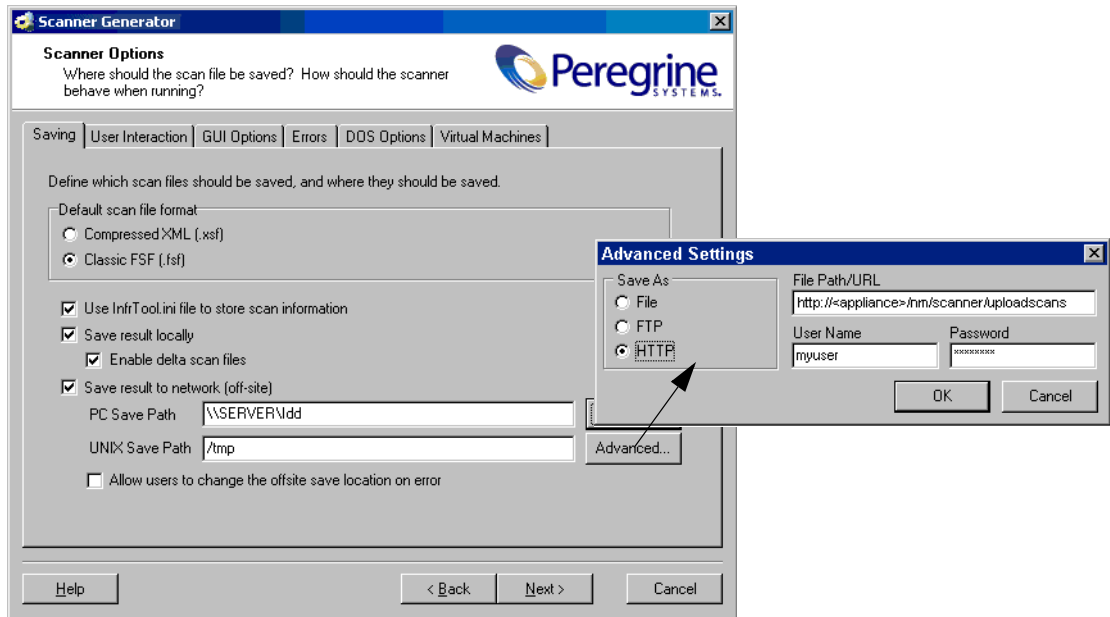 Scanner Generator
Scanner Options
Where should the scan file be saved? How should the scanner
behave when running?
Peregrine
SYSTEMS.
Saving User Interaction GUI Options Errors DOS Options Virtual Machines
Define which scan files should be saved, and where they should be saved.
Default scan file format
Compressed XML (.xsf)
Classic FSF (.fsf)
Use InfrTool.ini file to store scan information
Save result locally
Enable delta scan files
Save result to network (off-site)
PC Save Path \\SERVER\Idd
UNIX Save Path /tmp
Advanced...
Allow users to change the offsite save location on error
Help < Back Next > Cancel
Advanced Settings
Save As
File
FTP
HTTP
File Path/URL
http://<appliance>/nm/scanner/uploadscans
User Name Password
myuser xxxxxxxx
OK Cancel